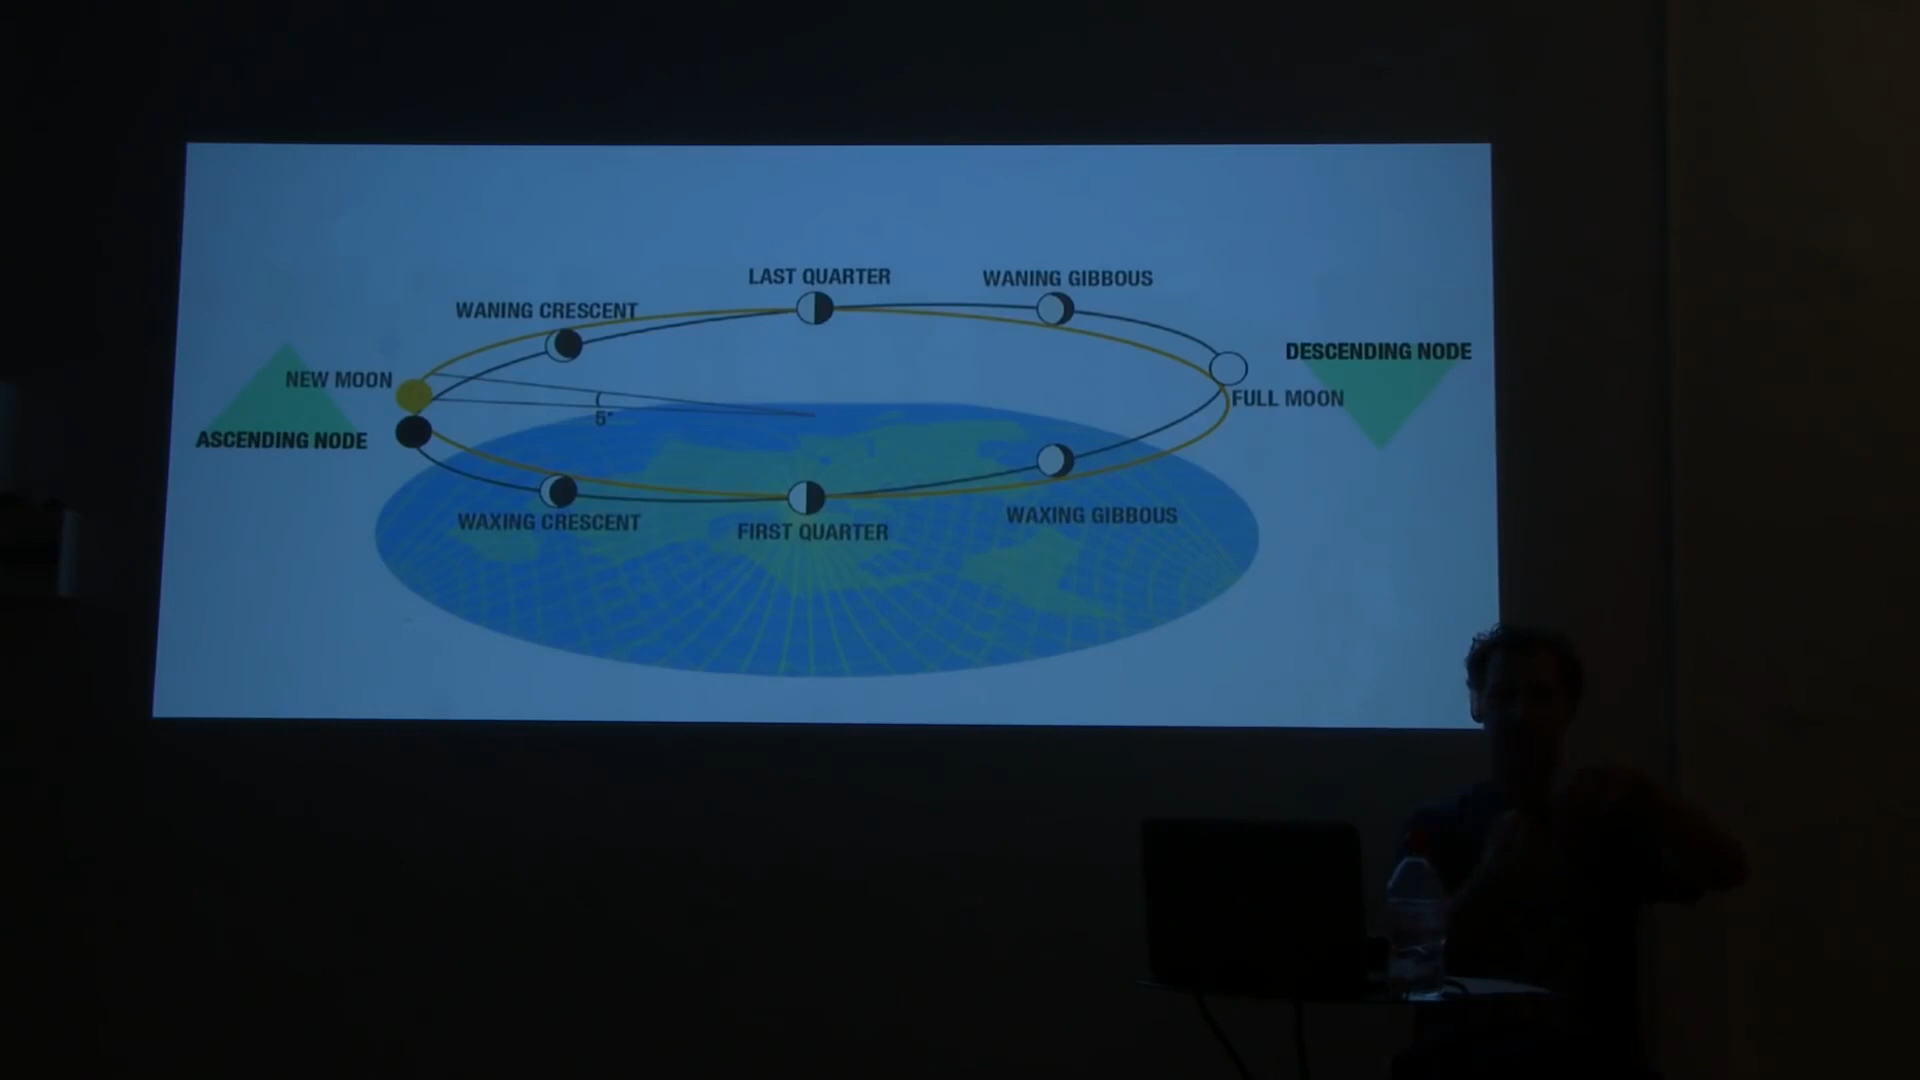 LAST QUARTER
WANING GIBBOUS
WANING CRESCENT
DESCENDING NODE
NEW MOON
FULL MOON
5°
ASCENDING NODE
WAXING CRESCENT
WAXING GIBBOUS
FIRST QUARTER